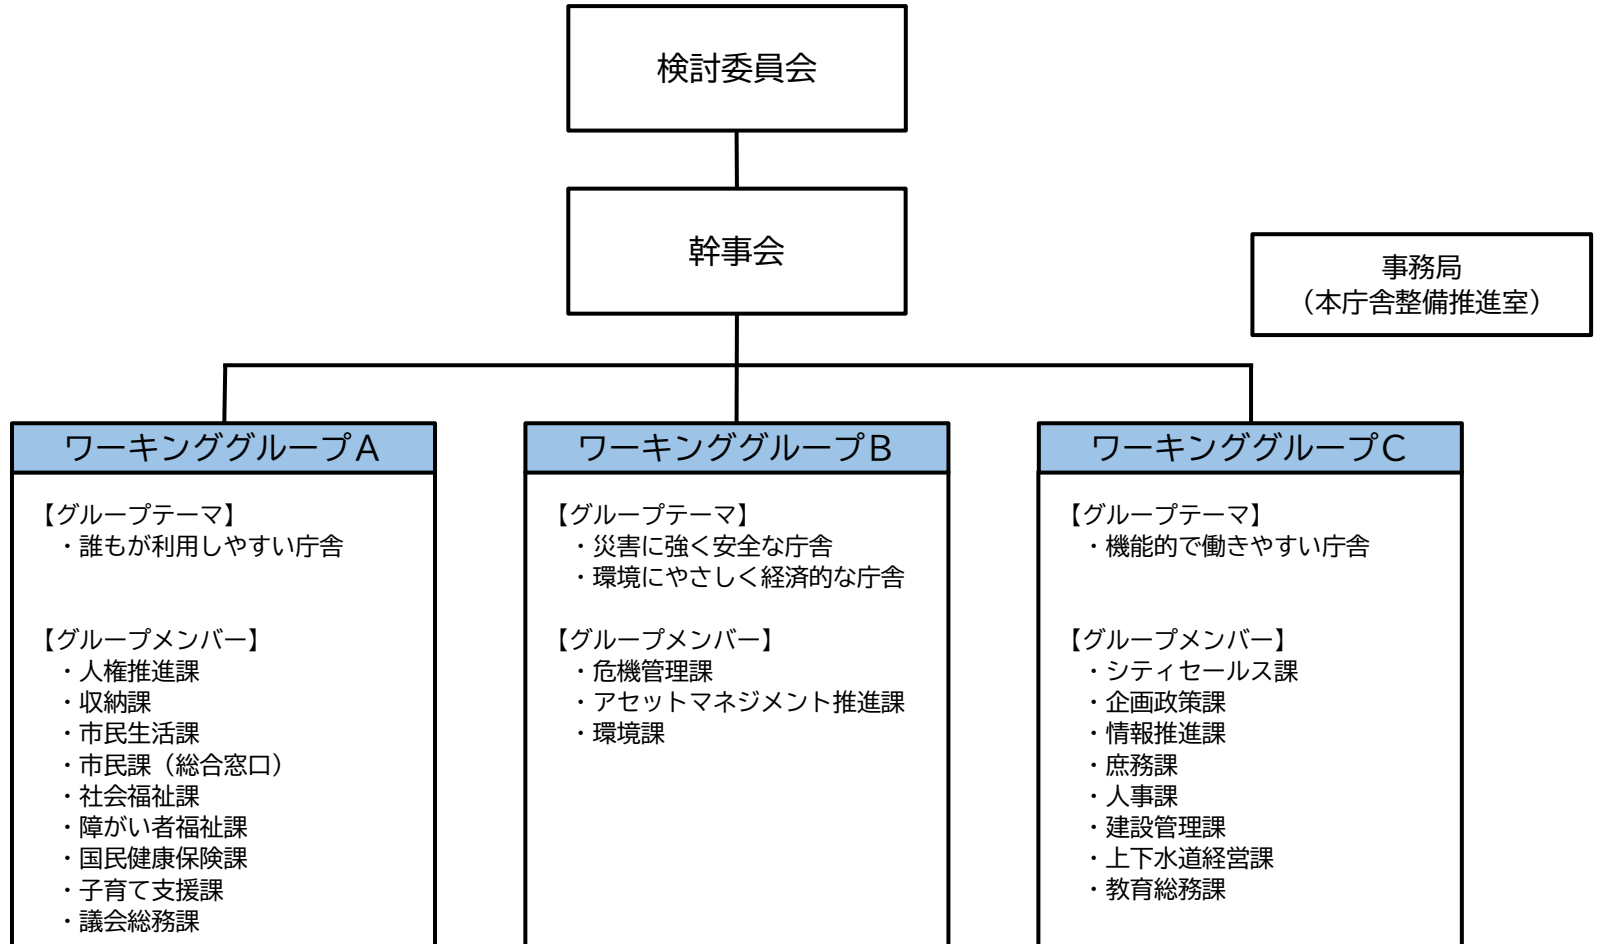 検討委員会
幹事会
事務局
（本庁舎整備推進室）
ワーキンググループA
【グループテーマ】
・誰もが利用しやすい庁舎
【グループメンバー】
・人権推進課
・収納課
・市民生活課
・市民課（総合窓口）
・社会福祉課
・障がい者福祉課
・国民健康保険課
・子育て支援課
・議会総務課
ワーキンググループB
【グループテーマ】
・災害に強く安全な庁舎
・環境にやさしく経済的な庁舎
【グループメンバー】
・危機管理課
・アセットマネジメント推進課
・環境課
ワーキンググループC
【グループテーマ】
・機能的で働きやすい庁舎
【グループメンバー】
・シティセールス課
・企画政策課
・情報推進課
・庶務課
・人事課
・建設管理課
・上下水道経営課
・教育総務課